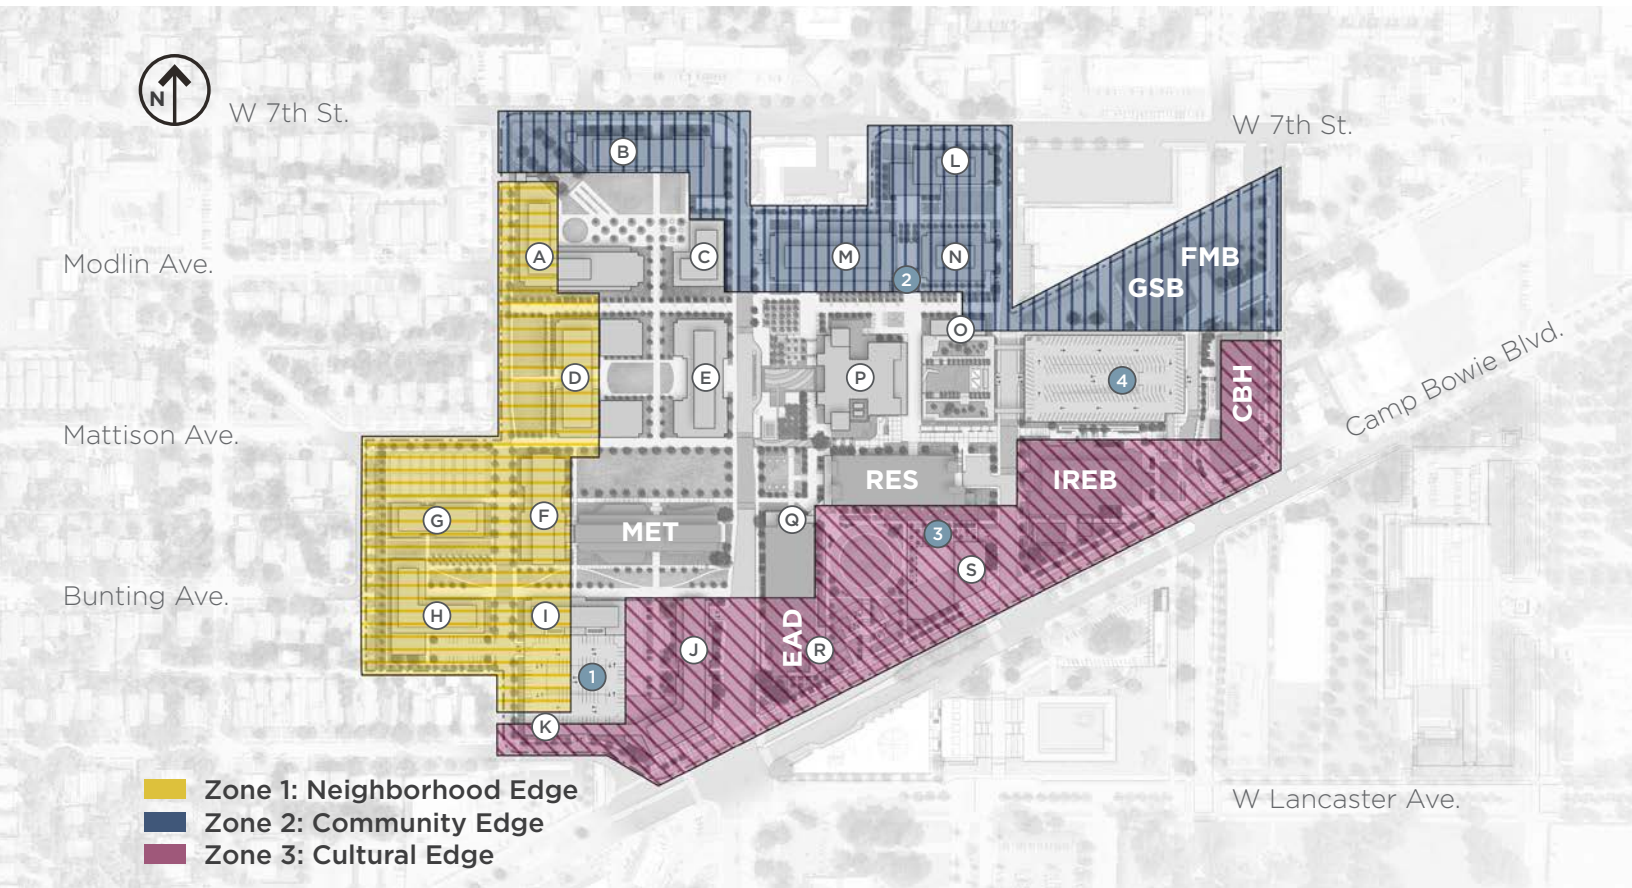 N
W 7th St.
W 7th St.
B
L
A
C
M
N
FMB
2
GSB
Modlin Ave.
O
D
E
P
4
CBH
Camp Bowie Blvd.
Mattison Ave.
RES
IREB
G
F
MET
Q
3
S
Bunting Ave.
H
I
EAD
J
R
1
K
Zone 1: Neighborhood Edge
Zone 2: Community Edge
Zone 3: Cultural Edge
W Lancaster Ave.